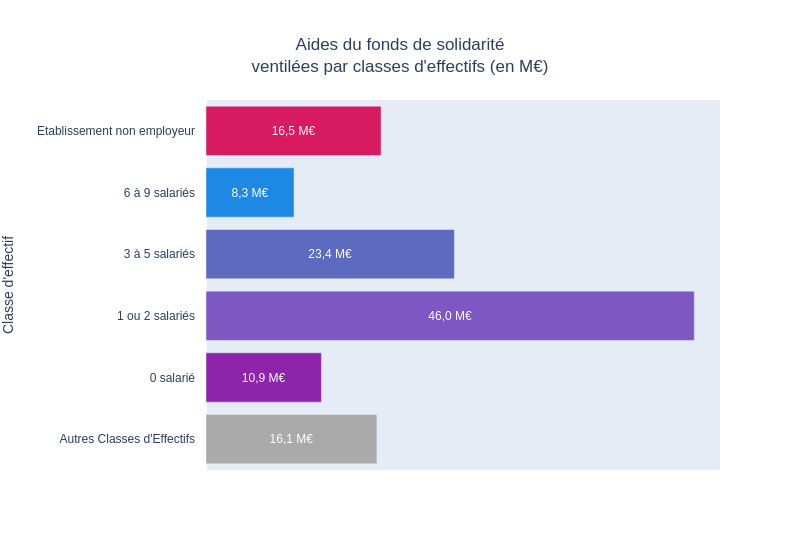 Aides du fonds de solidarité
ventilées par classes d'effectifs (en M€)
Classe d'effectif
Etablissement non employeur
16,5 M€
6 à 9 salariés
8,3 M€
3 à 5 salariés
23,4 M€
1 ou 2 salariés
46,0 M€
0 salarié
10,9 M€
Autres Classes d'Effectifs
16,1 M€